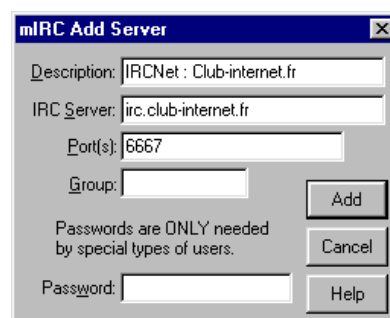 mIRC Add Server
Description: IRCNet : Club-internet.fr
IRC Server: irc.club-internet.fr
Port(s): 6667
Group:
Add
Passwords are ONLY needed
by special types of users.
Cancel
Password:
Help